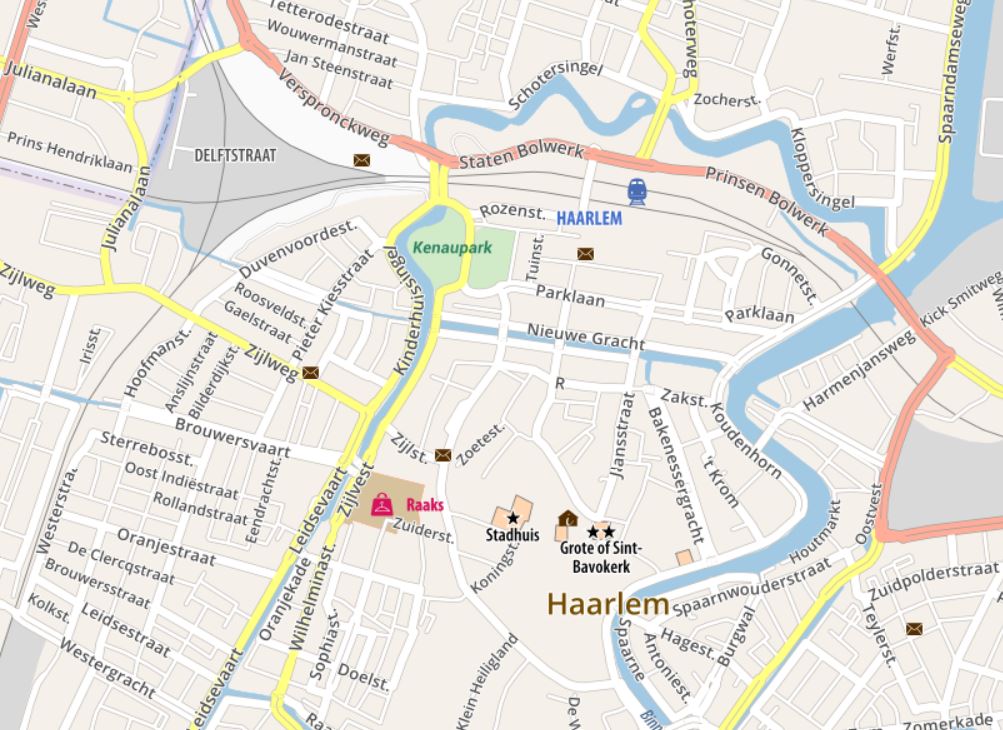 Tetterodestraat
Wouwermanstraat
Jan Steenstraat
Schotersingel
Zocherst.
Werfst.
Spaarndamseweg
Julianalaan
Verspronckweg
Kloppersingel
Prins Hendriklaan
DELFTSTRAAT
Staten Bolwerk
Prinsen Bolwerk
Julianalaan
Rozenst.
HAARLEM
Kenaupark
Duvenvoordest.
Tuinst.
Gonnetst.
Zijlweg
Kinderhuissingel
Pieter Kiesstraat
Roosveldst.
Gaelstraat
Parklaan
Parklaan
Kick Smitweg
Nieuwe Gracht
Irisst.
Hoofmanst.
Anslijnstraat
Bilderdijkst.
Zijlweg
Harmenjansweg
R
Zakst.
Koudenhorn
Brouwersvaart
Sterrebosst.
Zijlst.
Zoetest.
Jansstraat
Bakenessergracht
't Krom
Oost Indiëstraat
Rollandstraat
Eendrachtst.
Westerstraat
Leidsevaart
Zijlvest
Raaks
Stadhuis
Grote of Sint-
Bavokerk
Houtmarkt
Oostvest
Zuiderst.
Oranjestraat
De Clercqstraat
Koningst.
Brouwersstraat
Kolkst.
Leidsestraat
Oranjekade
Wilhelminast.
Haarlem
Spaarnwouderstraat
Zuidpolderstraat
Westergracht
Sophiast.
Doelst.
Klein Heiligland
Spaarne
Hagest.
Antoniest.
Burgwal
Teylerst.
Leidsevaart
De W
Binn
Zomerkade